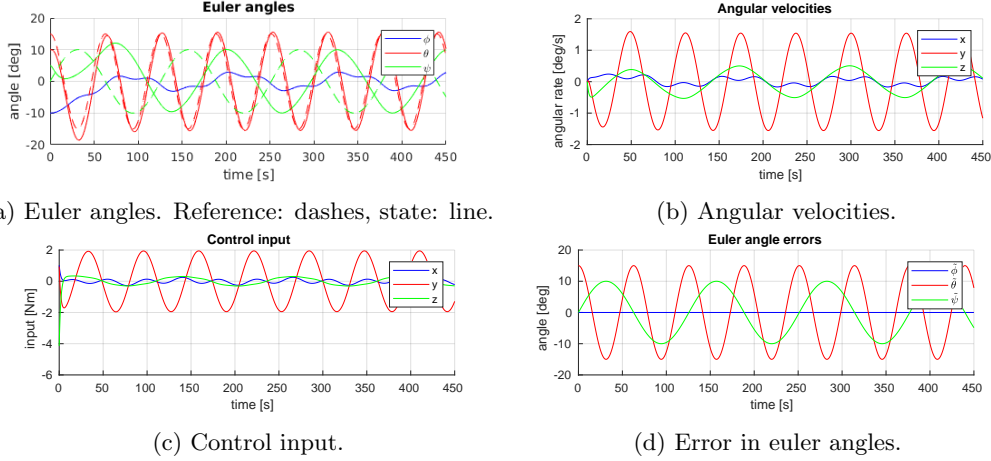 Euler angles
20
10
0
-10
-20
angle [deg]
ϕ
θ
ψ
0 50 100 150 200 250 300 350 400 450
time [s]
Angular velocities
2
1
0
-1
-2
angular rate [deg/s]
x
y
z
0 50 100 150 200 250 300 350 400 450
time [s]
) Euler angles. Reference: dashes, state: line.
(b) Angular velocities.
Control input
2
0
-2
-4
-6
input [Nm]
x
y
z
0 50 100 150 200 250 300 350 400 450
time [s]
Euler angle errors
20
10
0
-10
-20
angle [deg]
ϕ̃
θ̃
ψ̃
0 50 100 150 200 250 300 350 400 450
time [s]
(c) Control input.
(d) Error in euler angles.